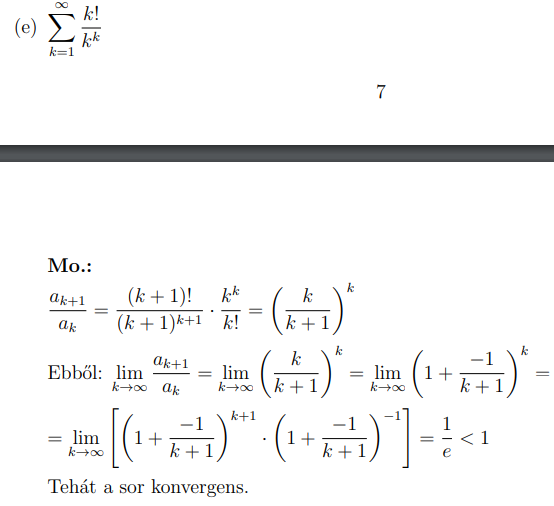 (e) $\sum_{k=1}^{\infty} \frac{k!}{k^k}$
7
Mo.:
$\frac{a_{k+1}}{a_k} = \frac{(k+1)!}{(k+1)^{k+1}} \cdot \frac{k^k}{k!} = \left(\frac{k}{k+1}\right)^k$
Ebből: $\lim_{k\to\infty} \frac{a_{k+1}}{a_k} = \lim_{k\to\infty} \left(\frac{k}{k+1}\right)^k = \lim_{k\to\infty} \left(1 + \frac{-1}{k+1}\right)^k =$
$= \lim_{k\to\infty} \left[\left(1 + \frac{-1}{k+1}\right)^{k+1} \cdot \left(1 + \frac{-1}{k+1}\right)^{-1}\right] = \frac{1}{e} < 1$
Tehát a sor konvergens.